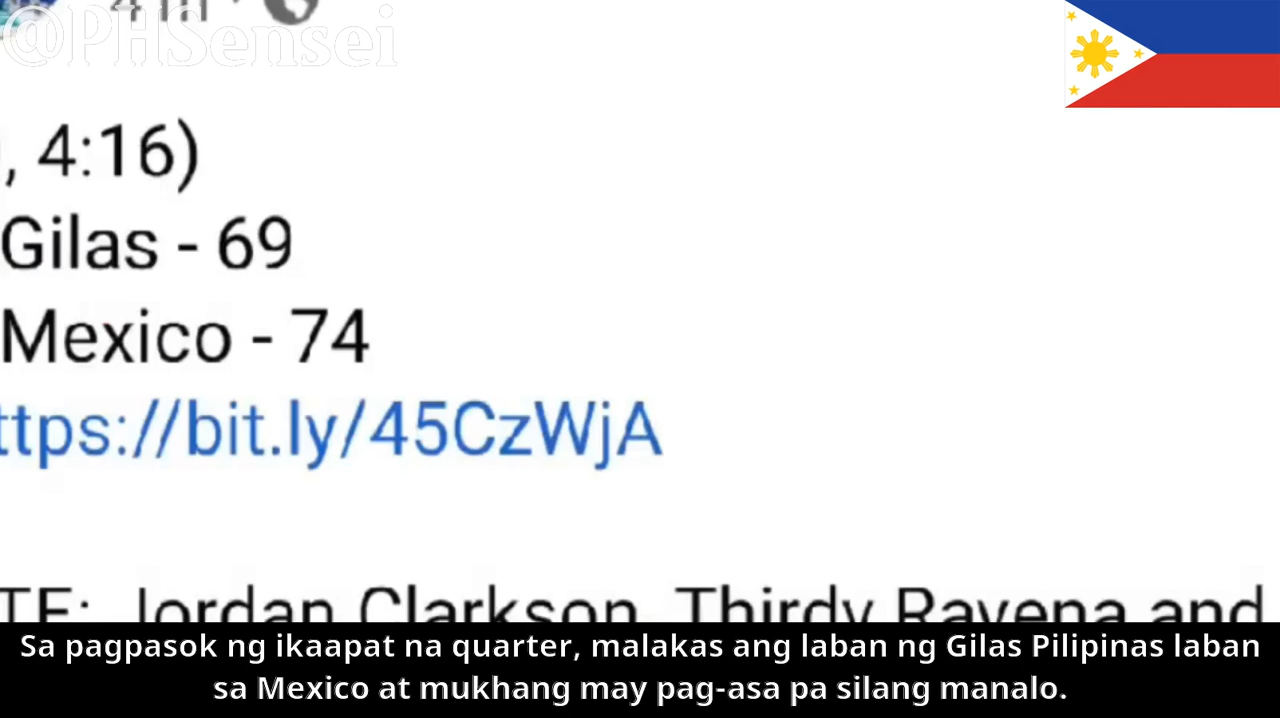 @PHSensei
, 4:16)
Gilas - 69
Mexico - 74
ttps://bit.ly/45CzWjA
TE: Jordan Clarkson, Thirdy Ravena and
Sa pagpasok ng ikaapat na quarter, malakas ang laban ng Gilas Pilipinas laban
sa Mexico at mukhang may pag-asa pa silang manalo.